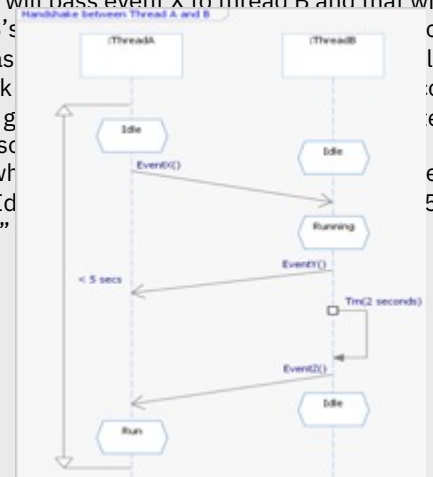 will pass event X to thread B and that w
Handshake between Thread A and B
:ThreadA
:ThreadB
Idle
Idle
EventX()
Running
EventY()
< 5 secs
Tm(2 seconds)
EventZ()
Idle
Run